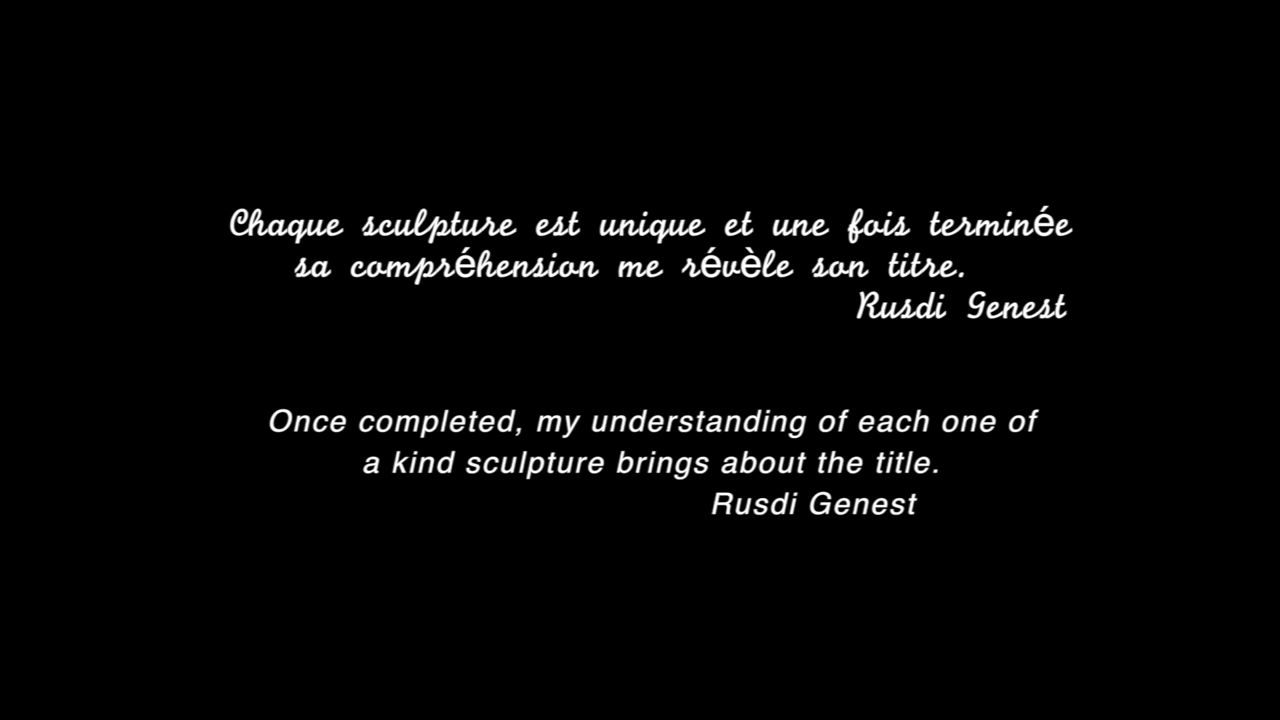 Chaque sculpture est unique et une fois terminée
sa compréhension me révèle son titre.
Rusdi Genest
Once completed, my understanding of each one of
a kind sculpture brings about the title.
Rusdi Genest